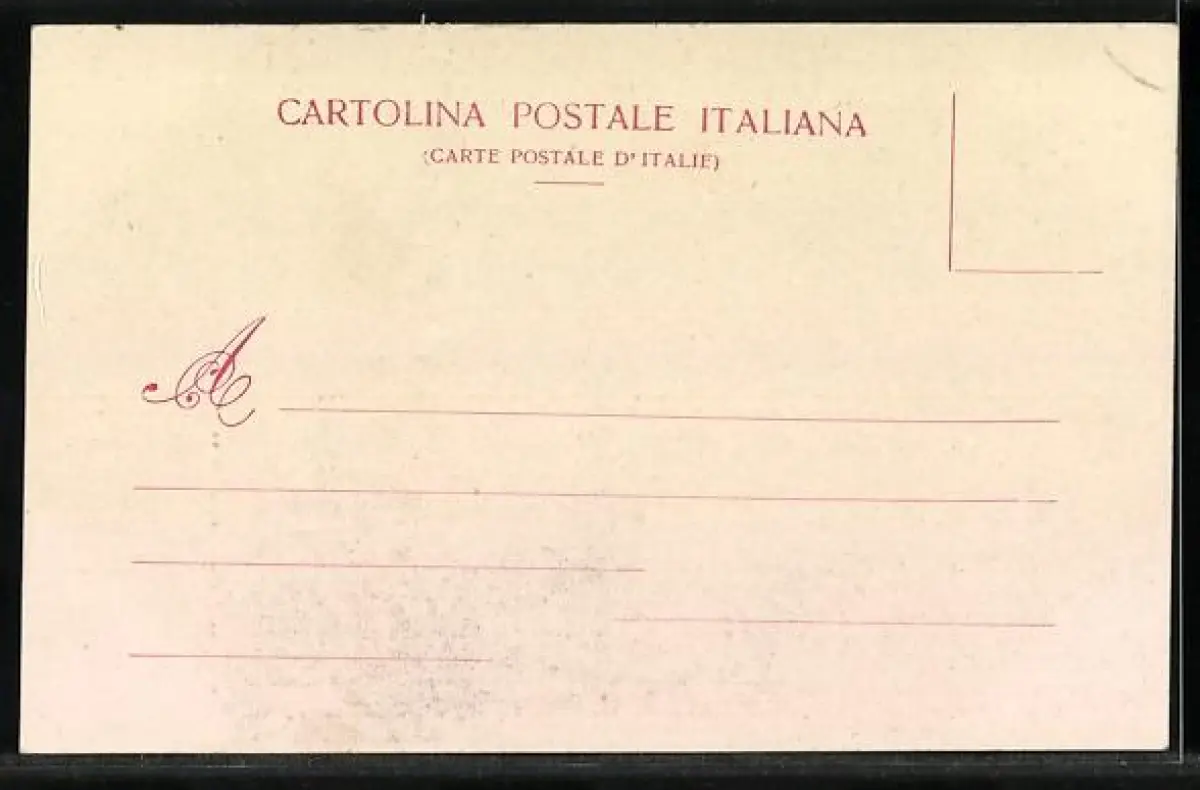 CARTOLINA POSTALE ITALIANA
(CARTE POSTALE D'ITALIE)
A